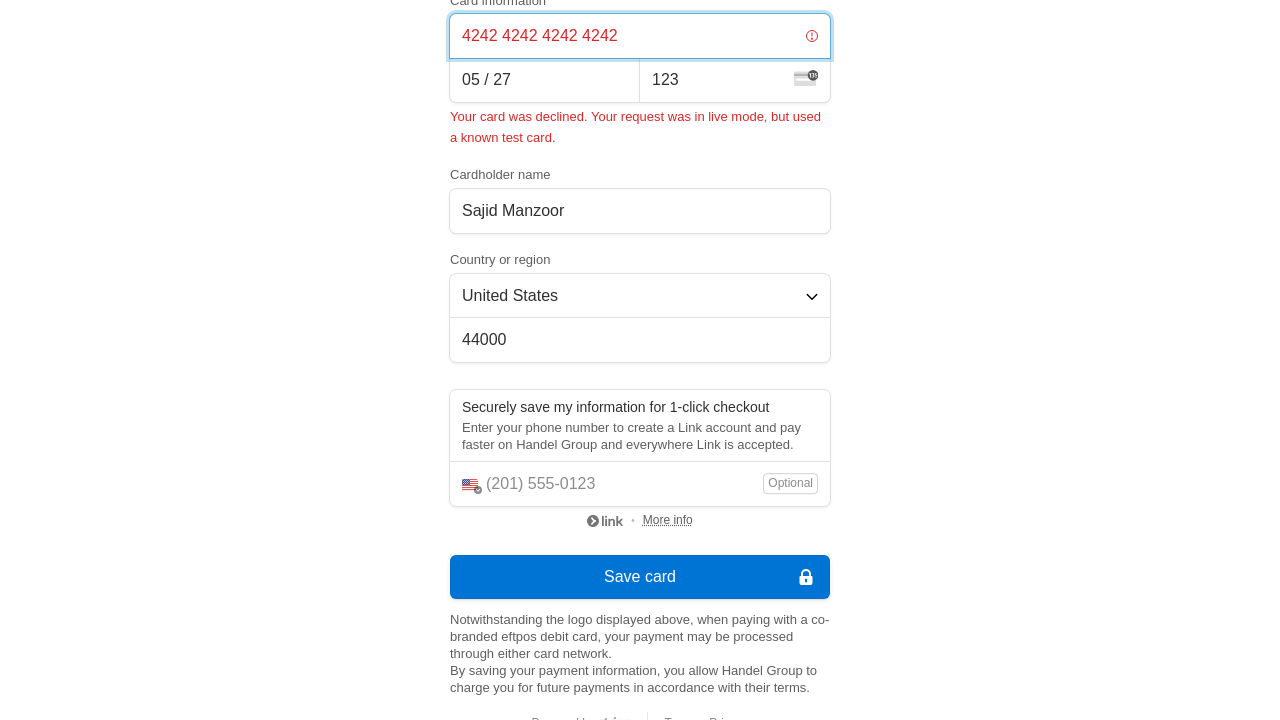 Card information
4242 4242 4242 4242
05 / 27
123
Your card was declined. Your request was in live mode, but used
a known test card.
Cardholder name
Sajid Manzoor
Country or region
United States
44000
Securely save my information for 1-click checkout
Enter your phone number to create a Link account and pay
faster on Handel Group and everywhere Link is accepted.
(201) 555-0123 Optional
link • More info
Save card
Notwithstanding the logo displayed above, when paying with a co-
branded eftpos debit card, your payment may be processed
through either card network.
By saving your payment information, you allow Handel Group to
charge you for future payments in accordance with their terms.